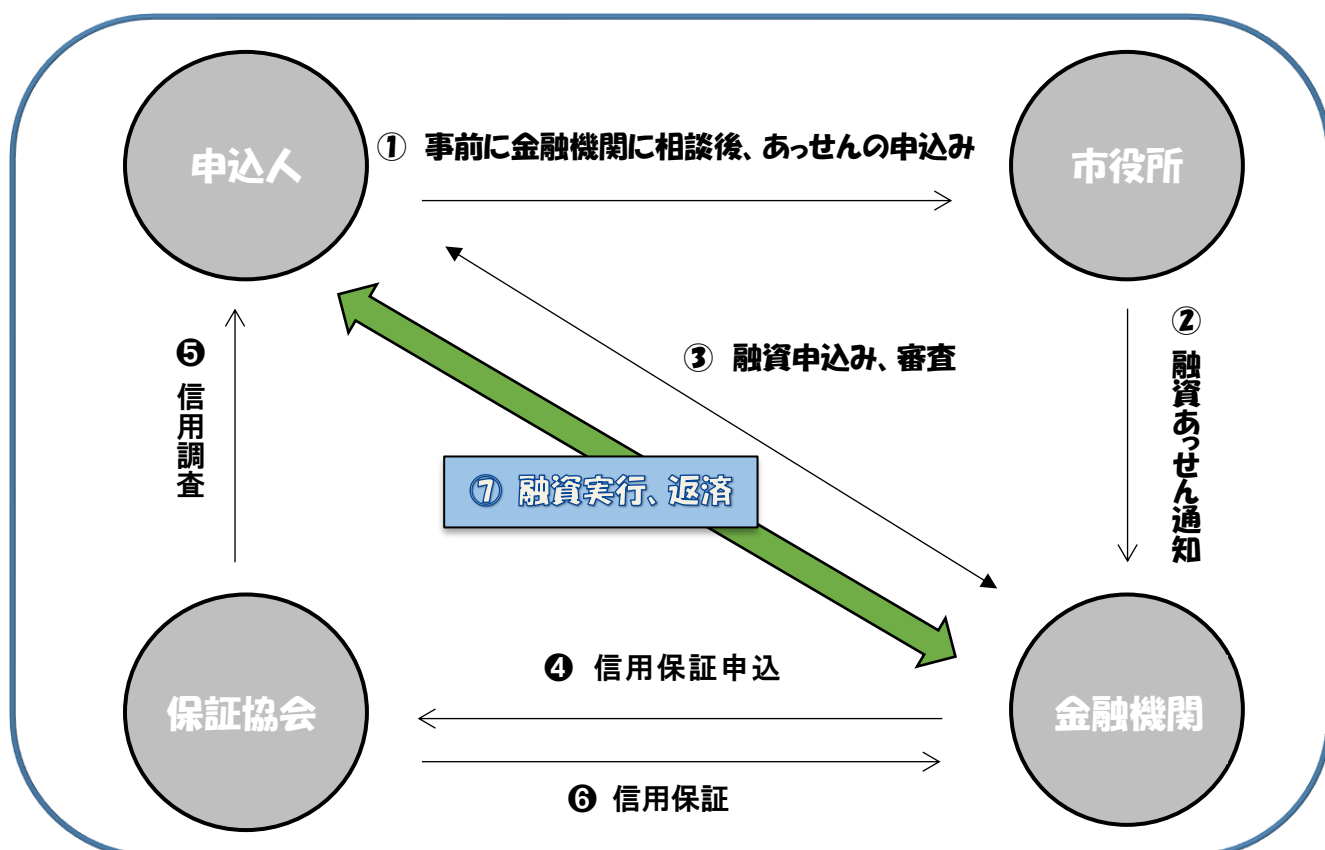 申込人
① 事前に金融機関に相談後、あっせんの申込み
市役所
② 融資あっせん通知
③ 融資申込み、審査
❺ 信用調査
⑦ 融資実行、返済
❹ 信用保証申込
保証協会
金融機関
❻ 信用保証